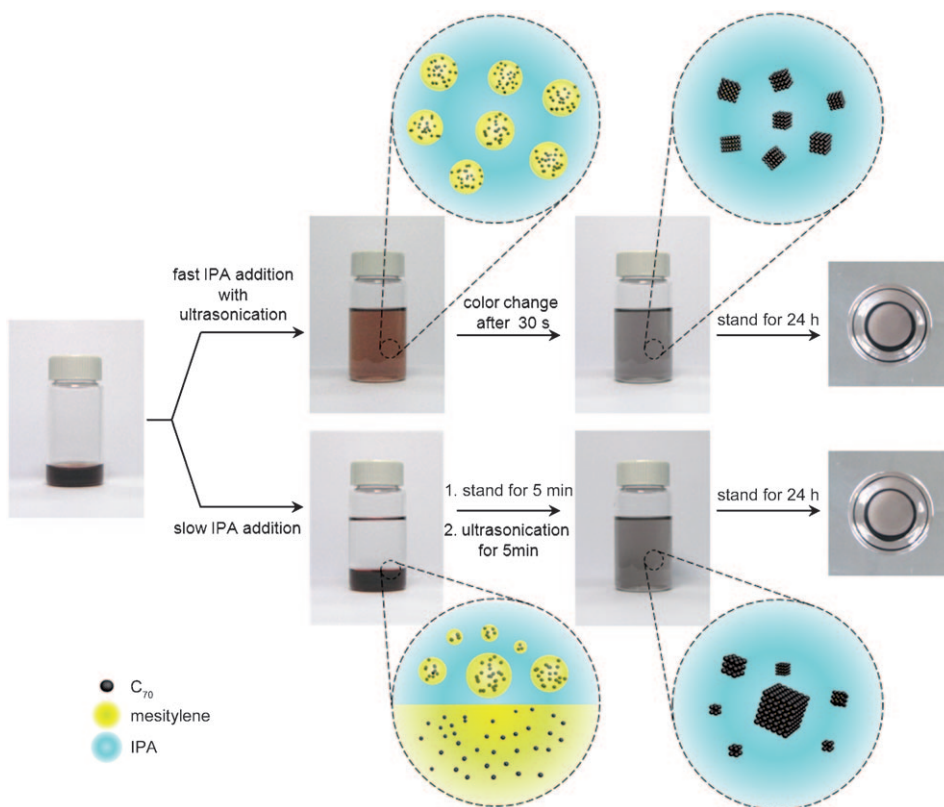 fast IPA addition
with
ultrasonication
color change
after 30 s
stand for 24 h
slow IPA addition
1. stand for 5 min
2. ultrasonication
for 5min
stand for 24 h
C₇₀
mesitylene
IPA